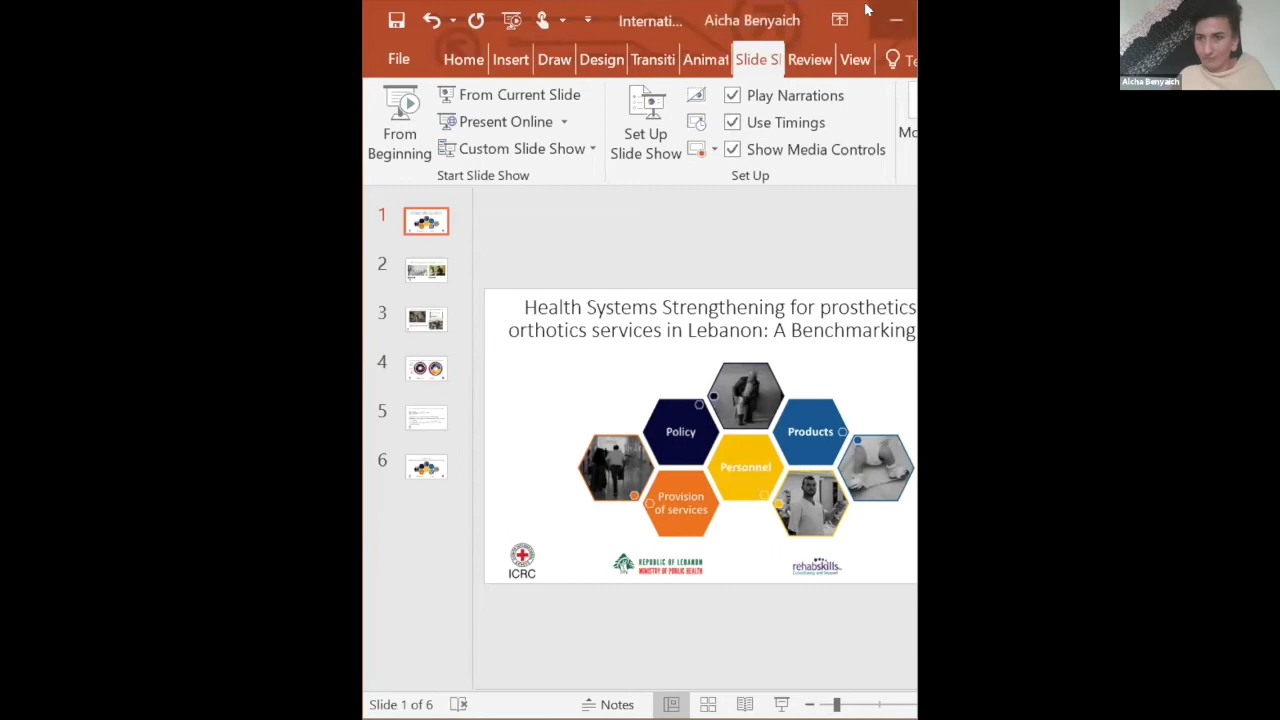 Internati... Aicha Benyaich
File Home Insert Draw Design Transiti Animat Slide Sl Review View Te
From Beginning
From Current Slide
Present Online
Custom Slide Show
Start Slide Show
Set Up Slide Show
Play Narrations
Use Timings
Show Media Controls
Set Up
Mo
1
2
3
4
5
6
Health Systems Strengthening for prosthetics
orthotics services in Lebanon: A Benchmarking
Policy
Products
Personnel
Provision
of services
ICRC
REPUBLIC OF LEBANON
MINISTRY OF PUBLIC HEALTH
rehabskills
Slide 1 of 6
Notes
Aicha Benyaich